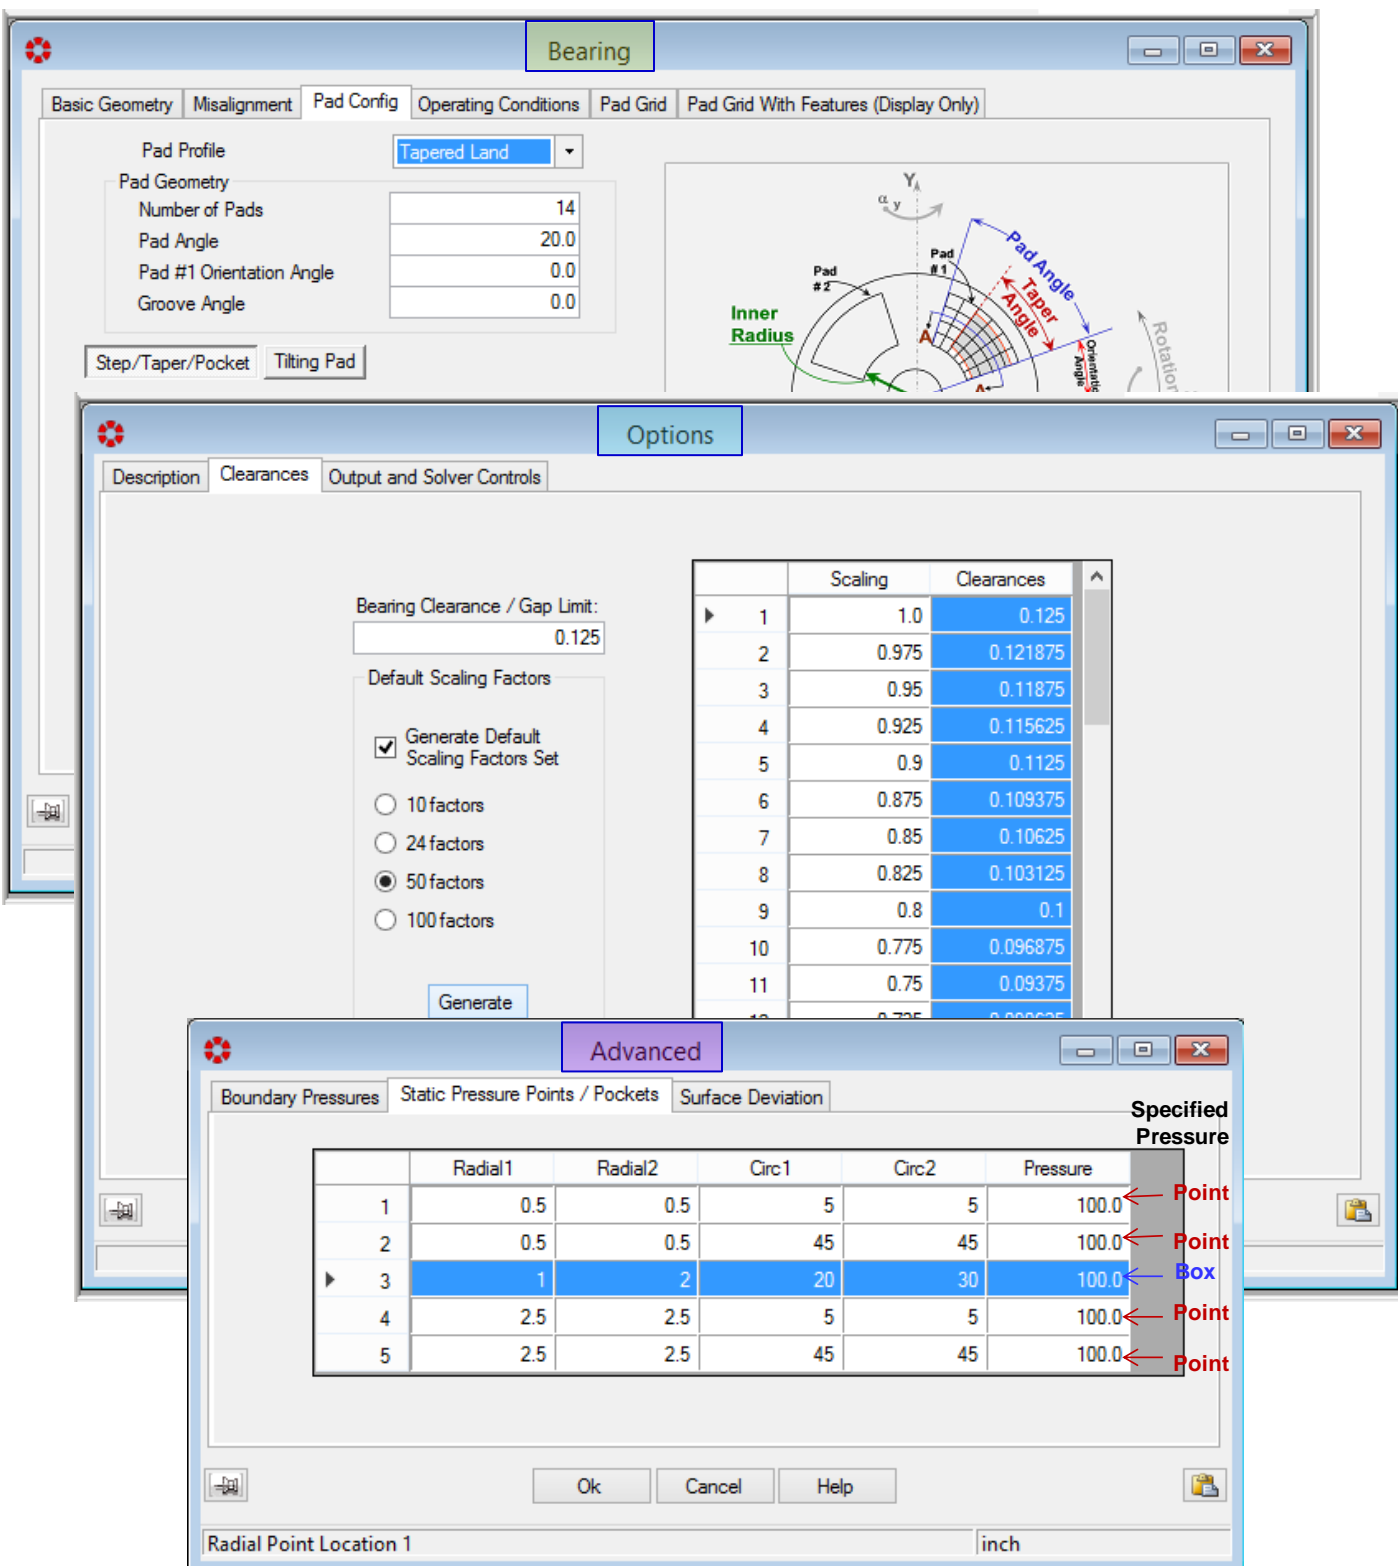 Bearing
Basic Geometry Misalignment Pad Config Operating Conditions Pad Grid Pad Grid With Features (Display Only)
Pad Profile Tapered Land
Pad Geometry
Number of Pads 14
Pad Angle 20.0
Pad #1 Orientation Angle 0.0
Groove Angle 0.0
Step/Taper/Pocket Tilting Pad
Y
α y
Pad Angle
Taper
Angle
Pad
#1
Pad
#2
Inner
Radius
A
A
Angle
Rotation
Options
Description Clearances Output and Solver Controls
Bearing Clearance / Gap Limit:
0.125
Default Scaling Factors
Generate Default
Scaling Factors Set
10 factors
24 factors
50 factors
100 factors
Generate
Scaling Clearances
1 1.0 0.125
2 0.975 0.121875
3 0.95 0.11875
4 0.925 0.115625
5 0.9 0.1125
6 0.875 0.109375
7 0.85 0.10625
8 0.825 0.103125
9 0.8 0.1
10 0.775 0.096875
11 0.75 0.09375
Advanced
Boundary Pressures Static Pressure Points / Pockets Surface Deviation
Specified
Pressure
Radial1 Radial2 Circ1 Circ2 Pressure
1 0.5 0.5 5 5 100.0 Point
2 0.5 0.5 45 45 100.0 Point
3 1 2 20 30 100.0 Box
4 2.5 2.5 5 5 100.0 Point
5 2.5 2.5 45 45 100.0 Point
Ok Cancel Help
Radial Point Location 1 inch